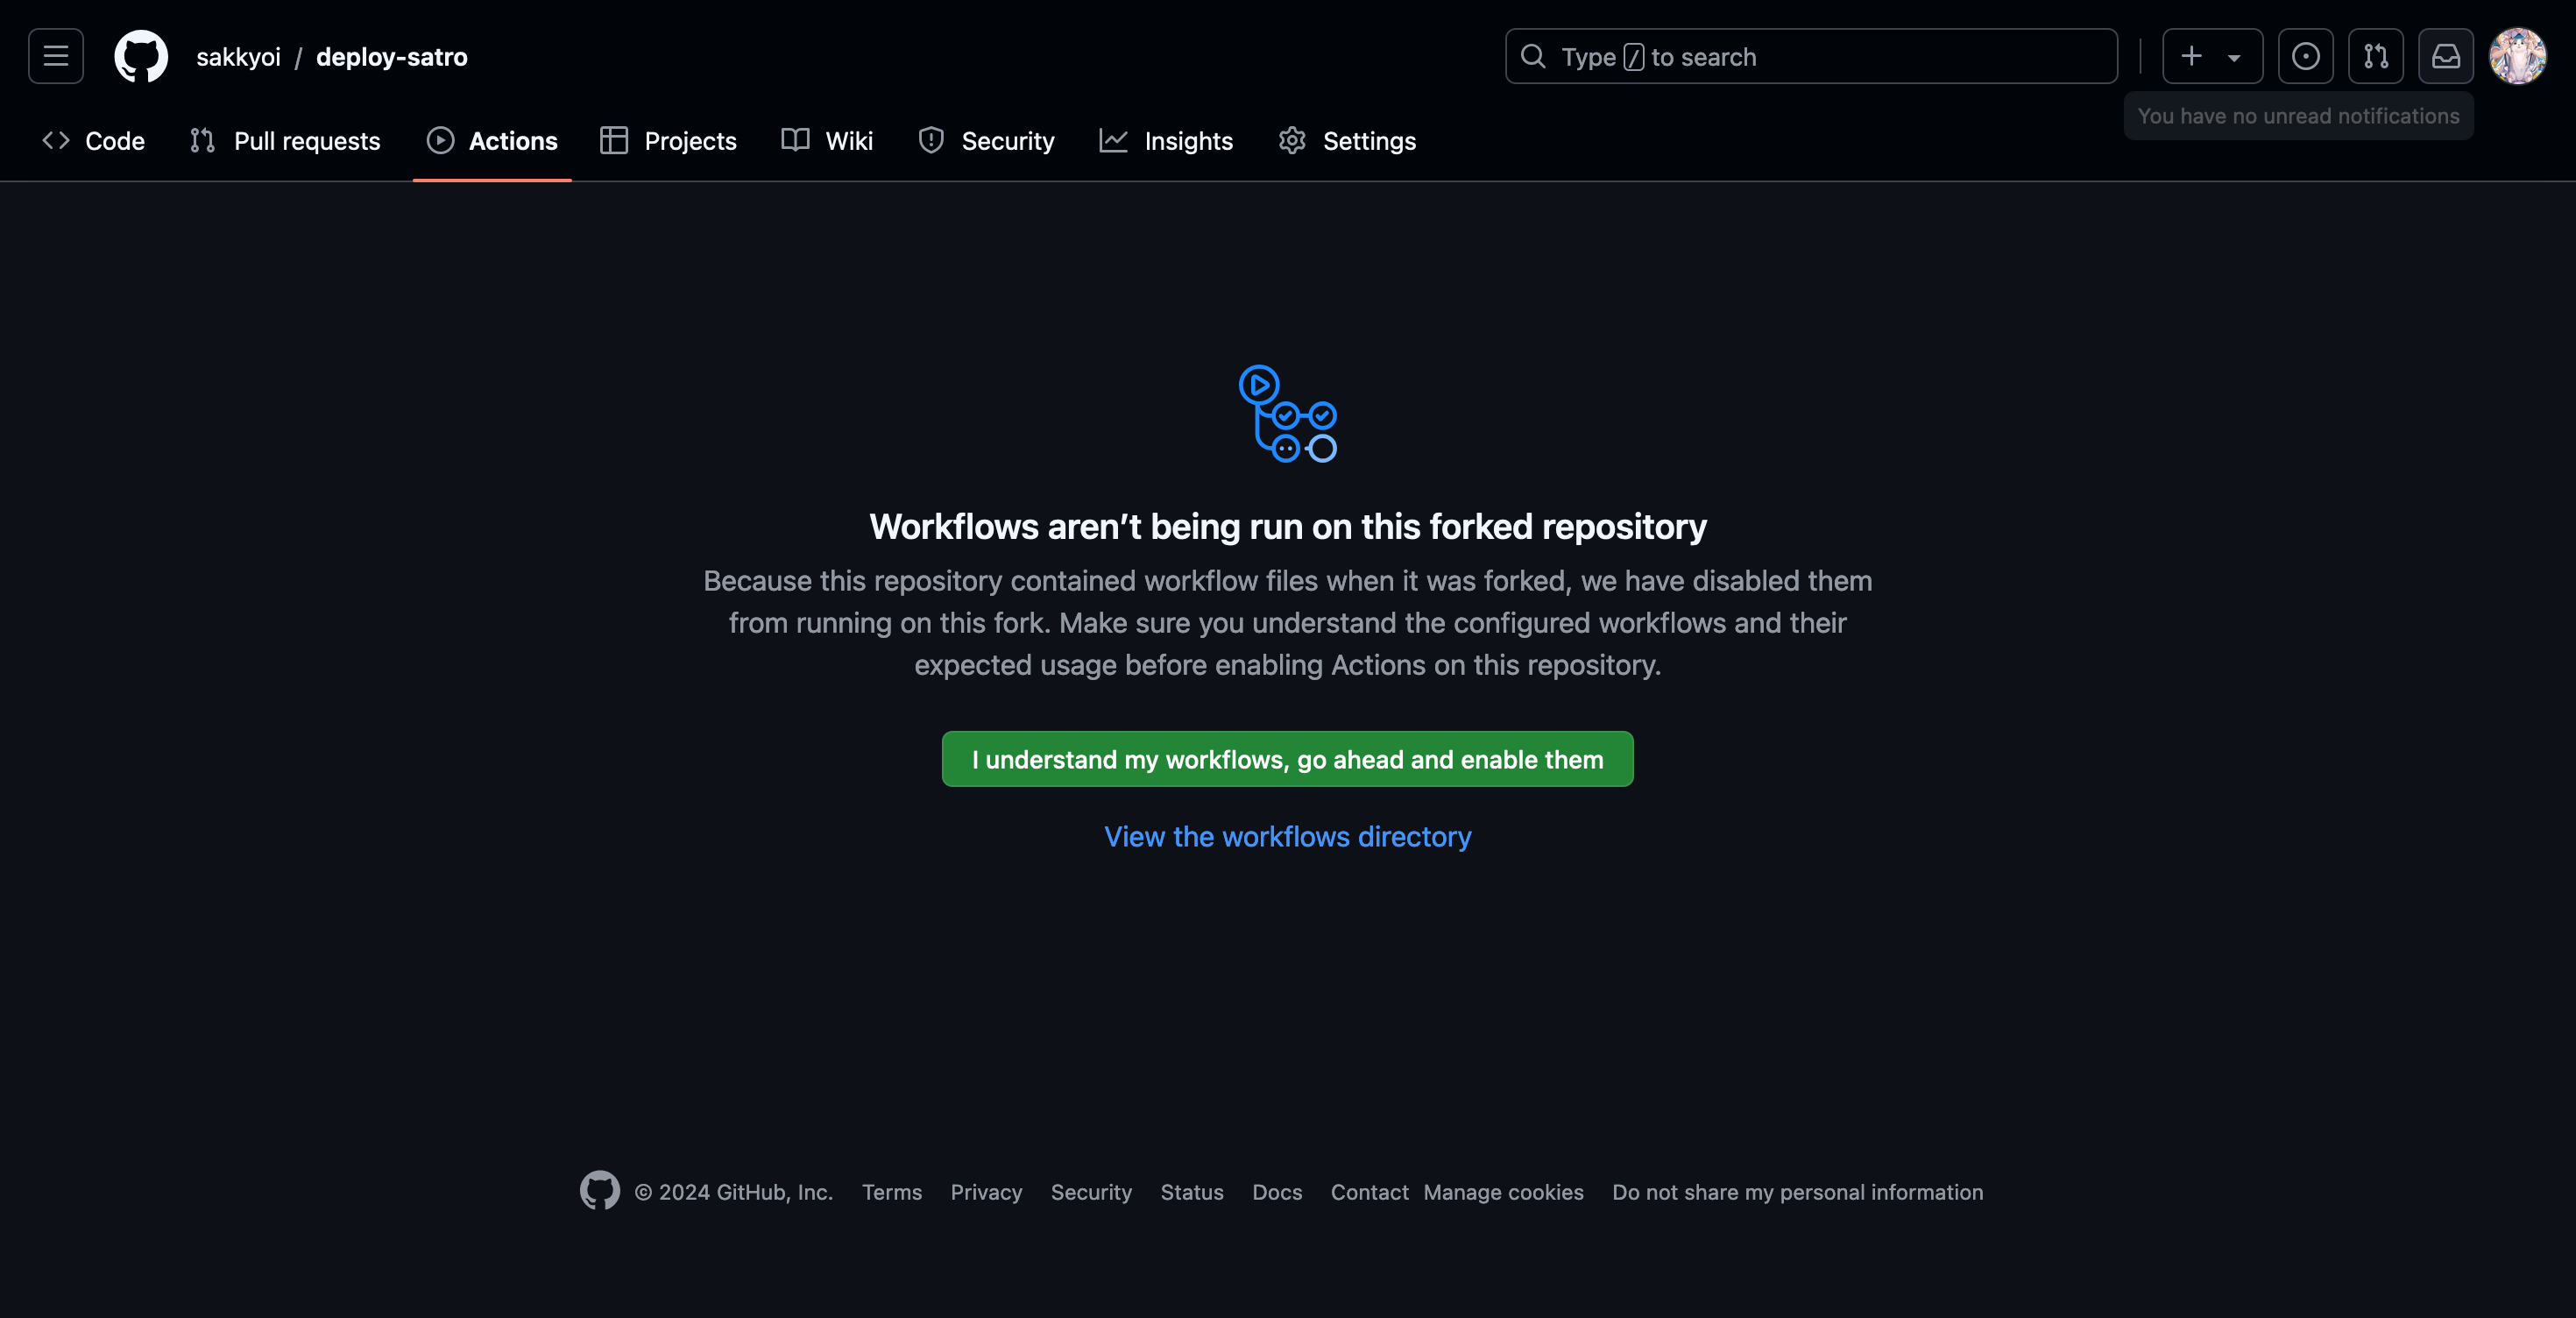 sakkyoi / deploy-satro
Type / to search
You have no unread notifications
Code Pull requests Actions Projects Wiki Security Insights Settings
Workflows aren’t being run on this forked repository
Because this repository contained workflow files when it was forked, we have disabled them
from running on this fork. Make sure you understand the configured workflows and their
expected usage before enabling Actions on this repository.
I understand my workflows, go ahead and enable them
View the workflows directory
© 2024 GitHub, Inc. Terms Privacy Security Status Docs Contact Manage cookies Do not share my personal information